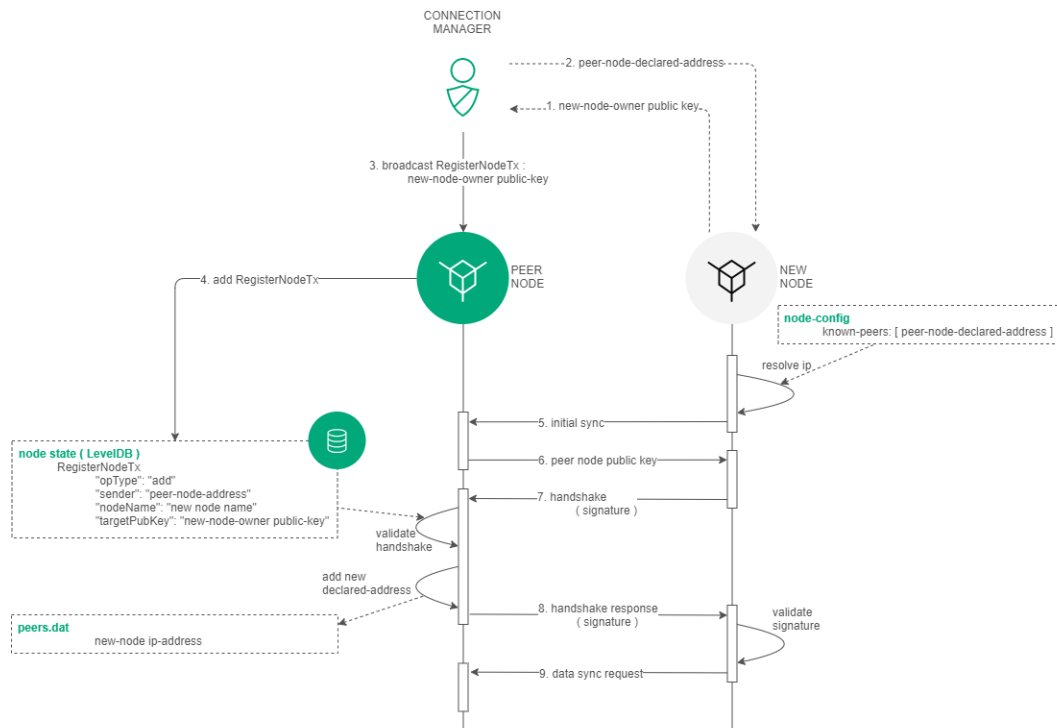 CONNECTION
MANAGER
2. peer-node-declared-address
1. new-node-owner public key
3. broadcast RegisterNodeTx :
new-node-owner public-key
PEER
NODE
NEW
NODE
4. add RegisterNodeTx
node-config
known-peers: [ peer-node-declared-address ]
resolve ip
5. initial sync
node state ( LevelDB )
RegisterNodeTx
"opType": "add"
"sender": "peer-node-address"
"nodeName": "new node name"
"targetPubKey": "new-node-owner public-key"
6. peer node public key
7. handshake
( signature )
validate
handshake
add new
declared-address
8. handshake response
( signature )
validate
signature
peers.dat
new-node ip-address
9. data sync request